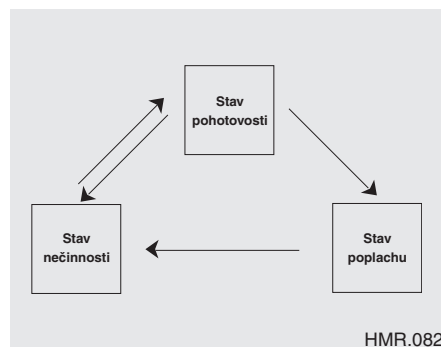 Stav
pohotovosti
Stav
nečinnosti
Stav
poplachu
HMR.082